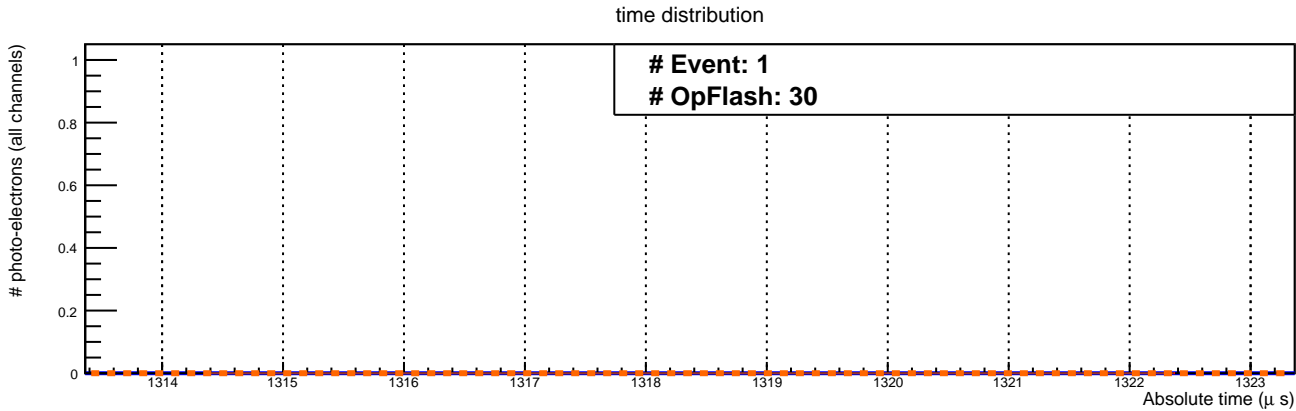 time distribution
# photo-electrons (all channels)
1
0.8
0.6
0.4
0.2
0
# Event: 1
# OpFlash: 30
1314 1315 1316 1317 1318 1319 1320 1321 1322 1323
Absolute time (μ s)